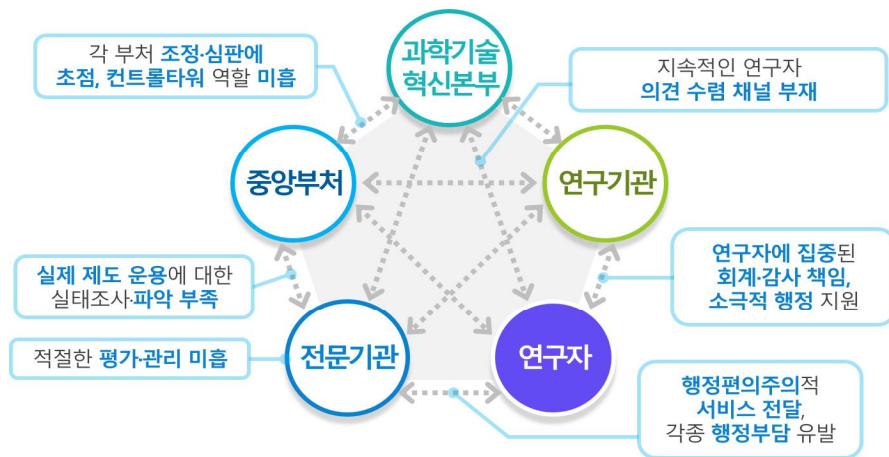 각 부처 조정·심판에
초점, 컨트롤타워 역할 미흡
과학기술
혁신본부
지속적인 연구자
의견 수렴 채널 부재
중앙부처
연구기관
실제 제도 운용에 대한
실태조사·파악 부족
연구자에 집중된
회계·감사 책임,
소극적 행정 지원
적절한 평가·관리 미흡
전문기관
연구자
행정편의주의적
서비스 전달,
각종 행정부담 유발